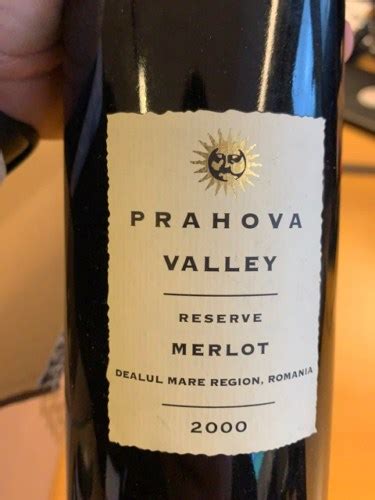 PRAHOVA
VALLEY
RESERVE
MERLOT
DEALUL MARE REGION, ROMANIA
2000